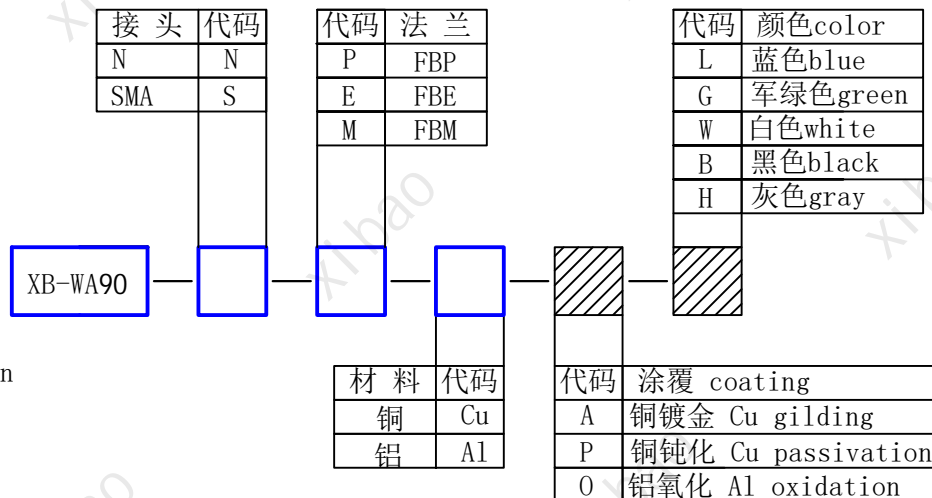 接 头 代码
N N
SMA S
代码 法 兰
P FBP
E FBE
M FBM
代码 颜色color
L 蓝色blue
G 军绿色green
W 白色white
B 黑色black
H 灰色gray
XB-WA90
n
材 料 代码
铜 Cu
铝 Al
代码 涂覆 coating
A 铜镀金 Cu gilding
P 铜钝化 Cu passivation
O 铝氧化 Al oxidation
xibao